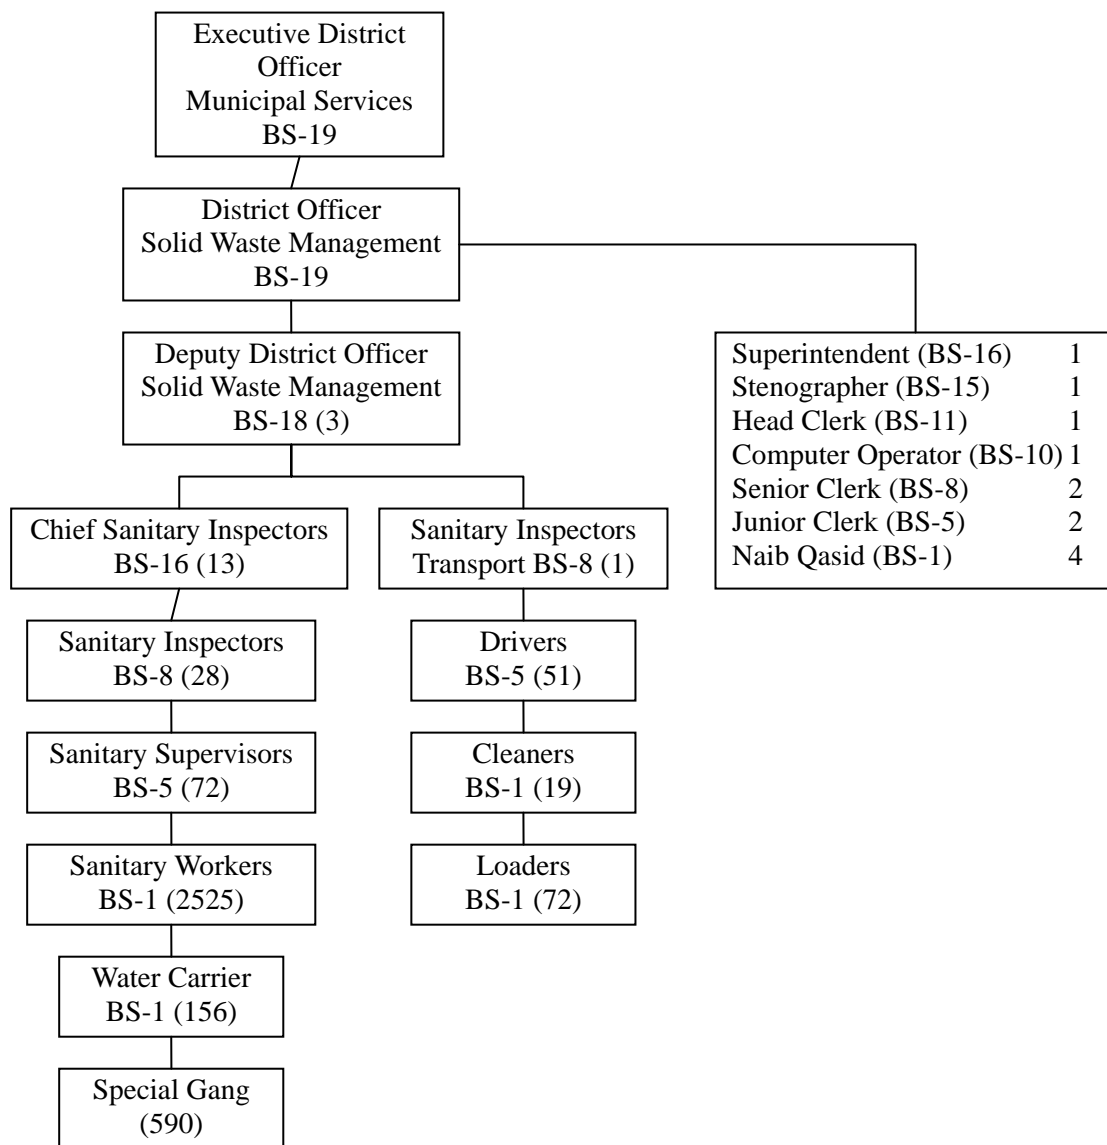 Executive District
Officer
Municipal Services
BS-19
District Officer
Solid Waste Management
BS-19
Deputy District Officer
Solid Waste Management
BS-18 (3)
Superintendent (BS-16) 1
Stenographer (BS-15) 1
Head Clerk (BS-11) 1
Computer Operator (BS-10) 1
Senior Clerk (BS-8) 2
Junior Clerk (BS-5) 2
Naib Qasid (BS-1) 4
Chief Sanitary Inspectors
BS-16 (13)
Sanitary Inspectors
Transport BS-8 (1)
Sanitary Inspectors
BS-8 (28)
Drivers
BS-5 (51)
Sanitary Supervisors
BS-5 (72)
Cleaners
BS-1 (19)
Sanitary Workers
BS-1 (2525)
Loaders
BS-1 (72)
Water Carrier
BS-1 (156)
Special Gang
(590)